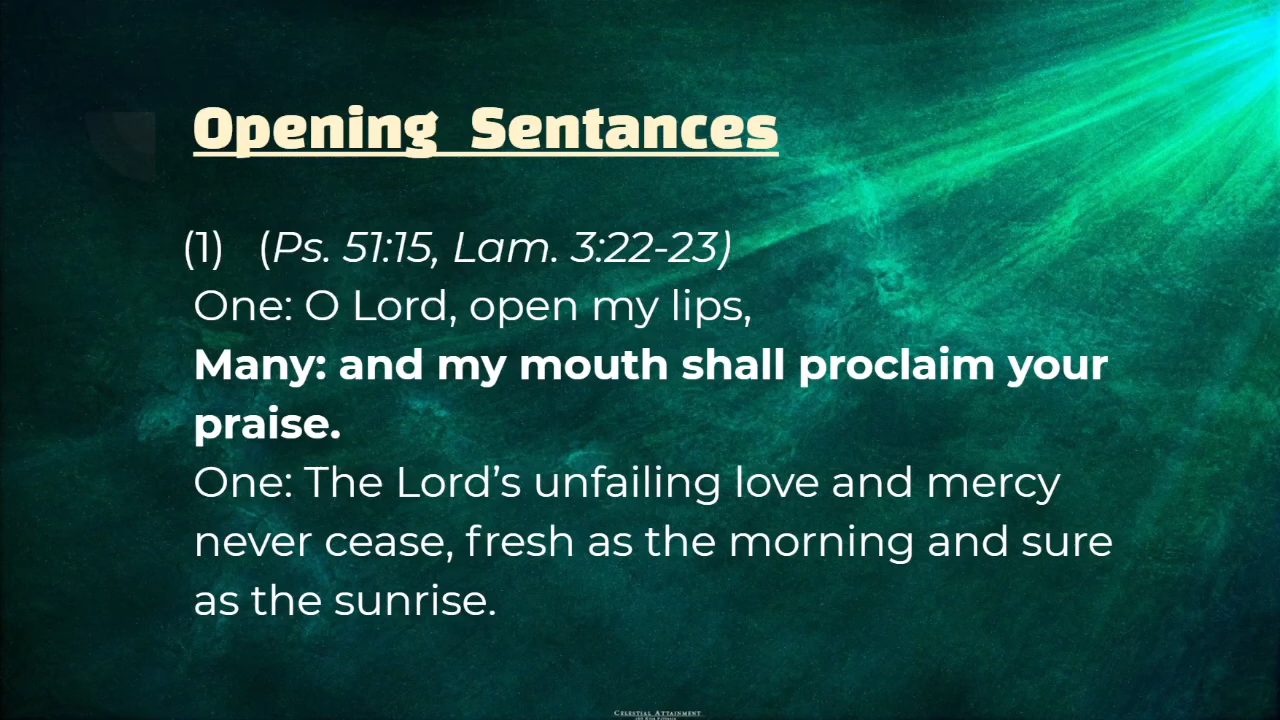 Opening Sentances
(1) (Ps. 51:15, Lam. 3:22-23)
One: O Lord, open my lips,
Many: and my mouth shall proclaim your
praise.
One: The Lord’s unfailing love and mercy
never cease, fresh as the morning and sure
as the sunrise.
Celestial Attainment